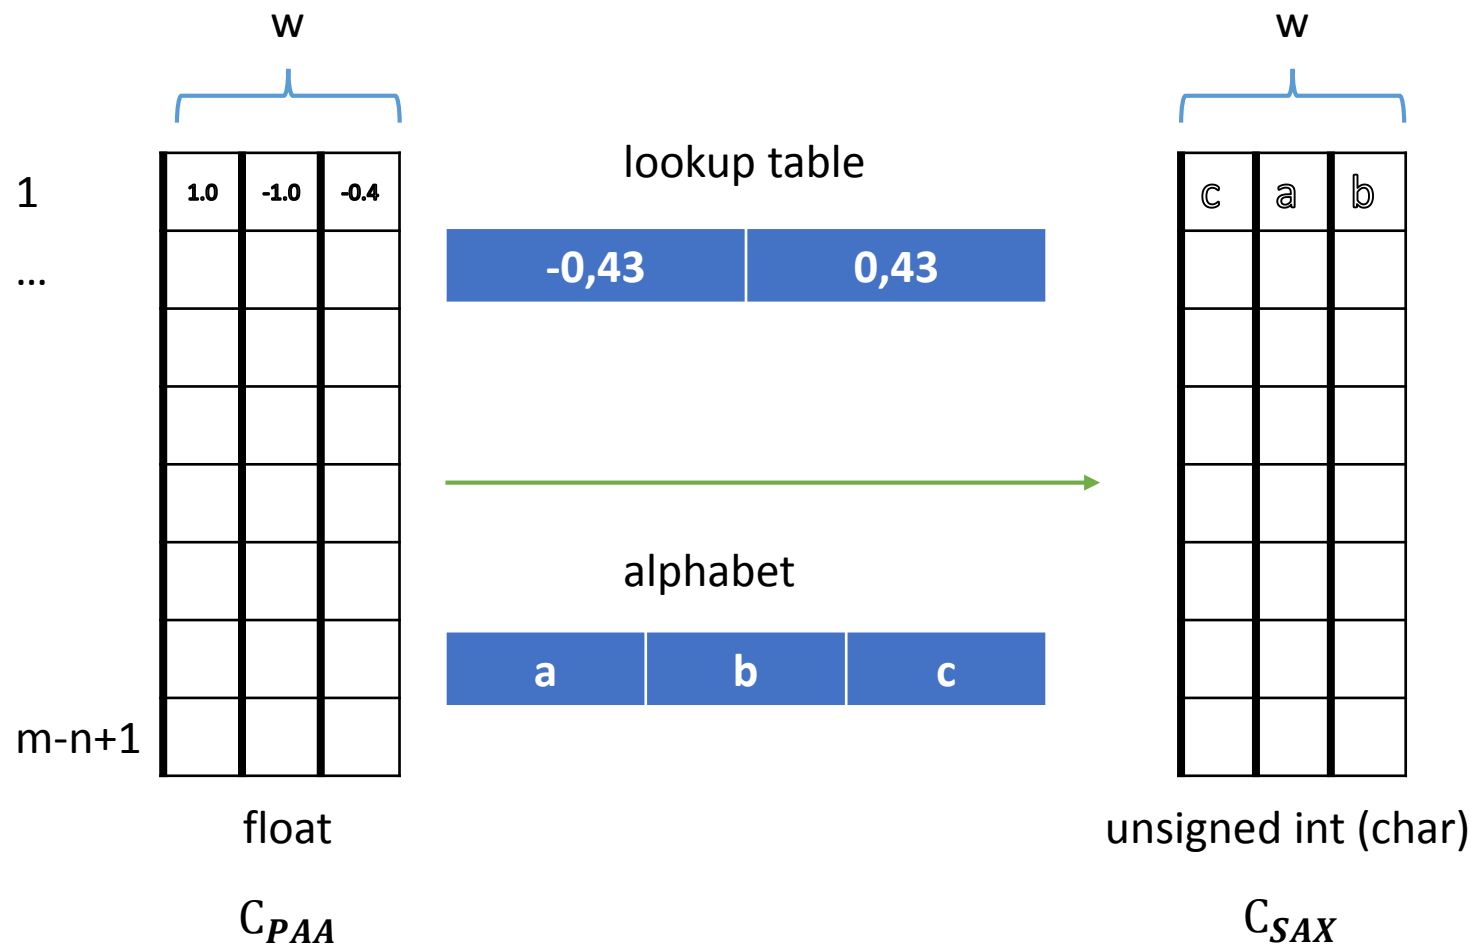 w
w
lookup table
1
1.0 -1.0 -0.4
c a b
...
-0,43 0,43
alphabet
a b c
m-n+1
float
unsigned int (char)
C_PAA
C_SAX